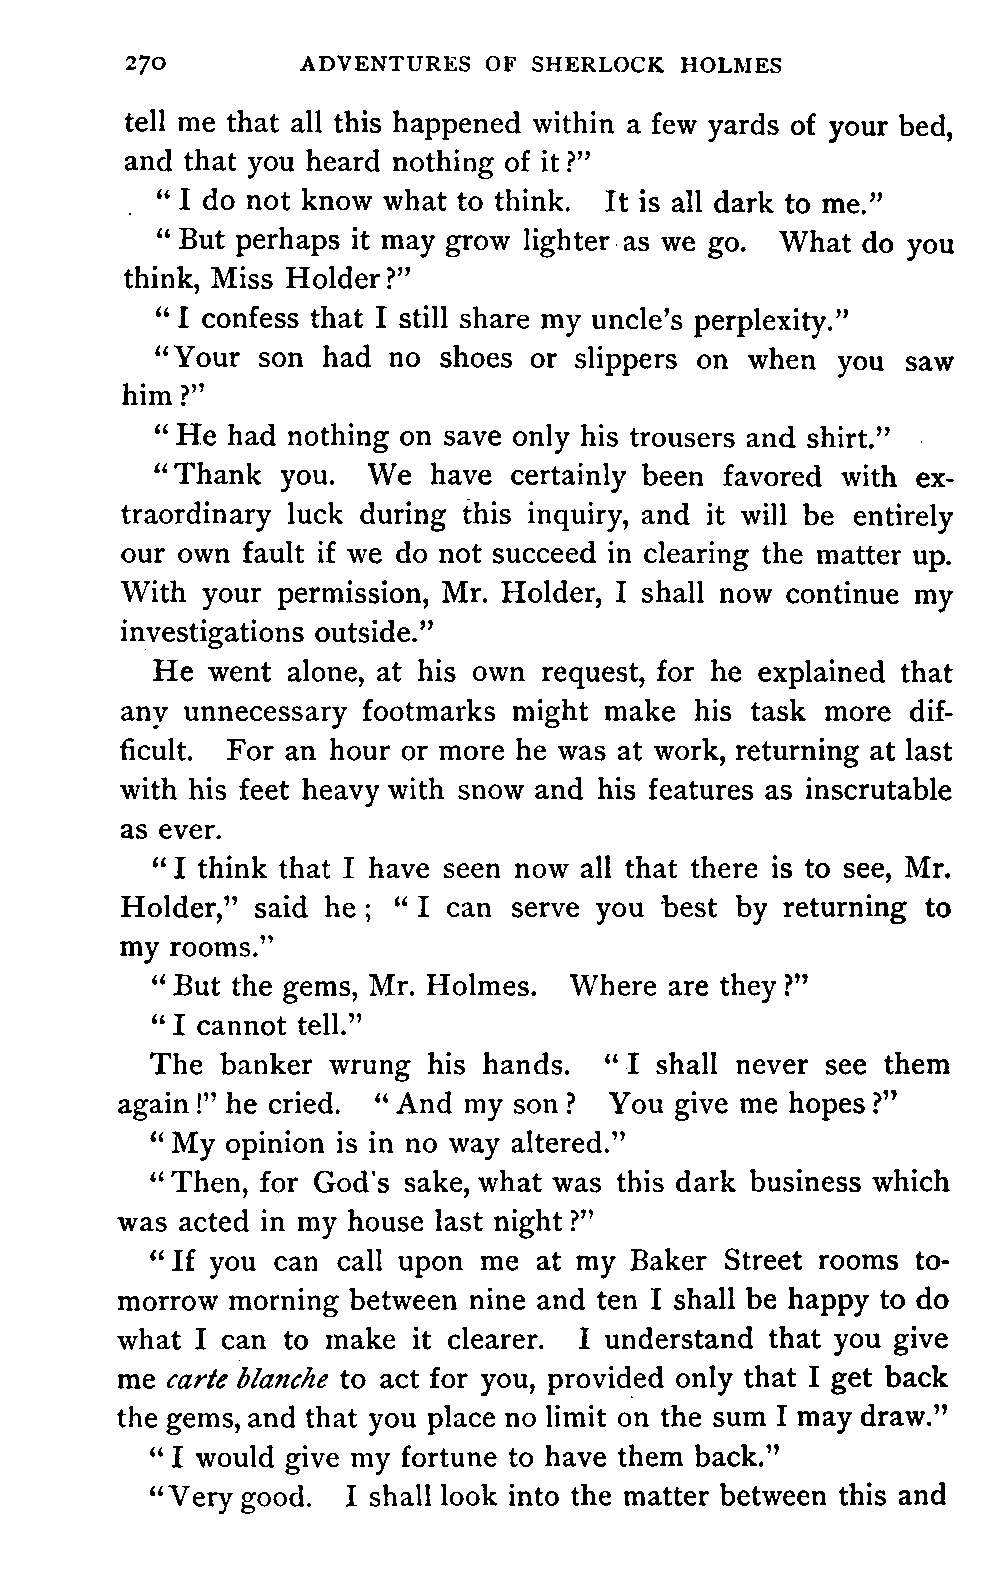 270 ADVENTURES OF SHERLOCK HOLMES
tell me that all this happened within a few yards of your bed,
and that you heard nothing of it?”
“I do not know what to think. It is all dark to me.”
“But perhaps it may grow lighter as we go. What do you
think, Miss Holder?”
“I confess that I still share my uncle’s perplexity.”
“Your son had no shoes or slippers on when you saw
him?”
“He had nothing on save only his trousers and shirt.”
“Thank you. We have certainly been favored with ex-
traordinary luck during this inquiry, and it will be entirely
our own fault if we do not succeed in clearing the matter up.
With your permission, Mr. Holder, I shall now continue my
investigations outside.”
He went alone, at his own request, for he explained that
any unnecessary footmarks might make his task more dif-
ficult. For an hour or more he was at work, returning at last
with his feet heavy with snow and his features as inscrutable
as ever.
“I think that I have seen now all that there is to see, Mr.
Holder,” said he; “I can serve you best by returning to
my rooms.”
“But the gems, Mr. Holmes. Where are they?”
“I cannot tell.”
The banker wrung his hands. “I shall never see them
again!” he cried. “And my son? You give me hopes?”
“My opinion is in no way altered.”
“Then, for God's sake, what was this dark business which
was acted in my house last night?”
“If you can call upon me at my Baker Street rooms to-
morrow morning between nine and ten I shall be happy to do
what I can to make it clearer. I understand that you give
me carte blanche to act for you, provided only that I get back
the gems, and that you place no limit on the sum I may draw.”
“I would give my fortune to have them back.”
“Very good. I shall look into the matter between this and